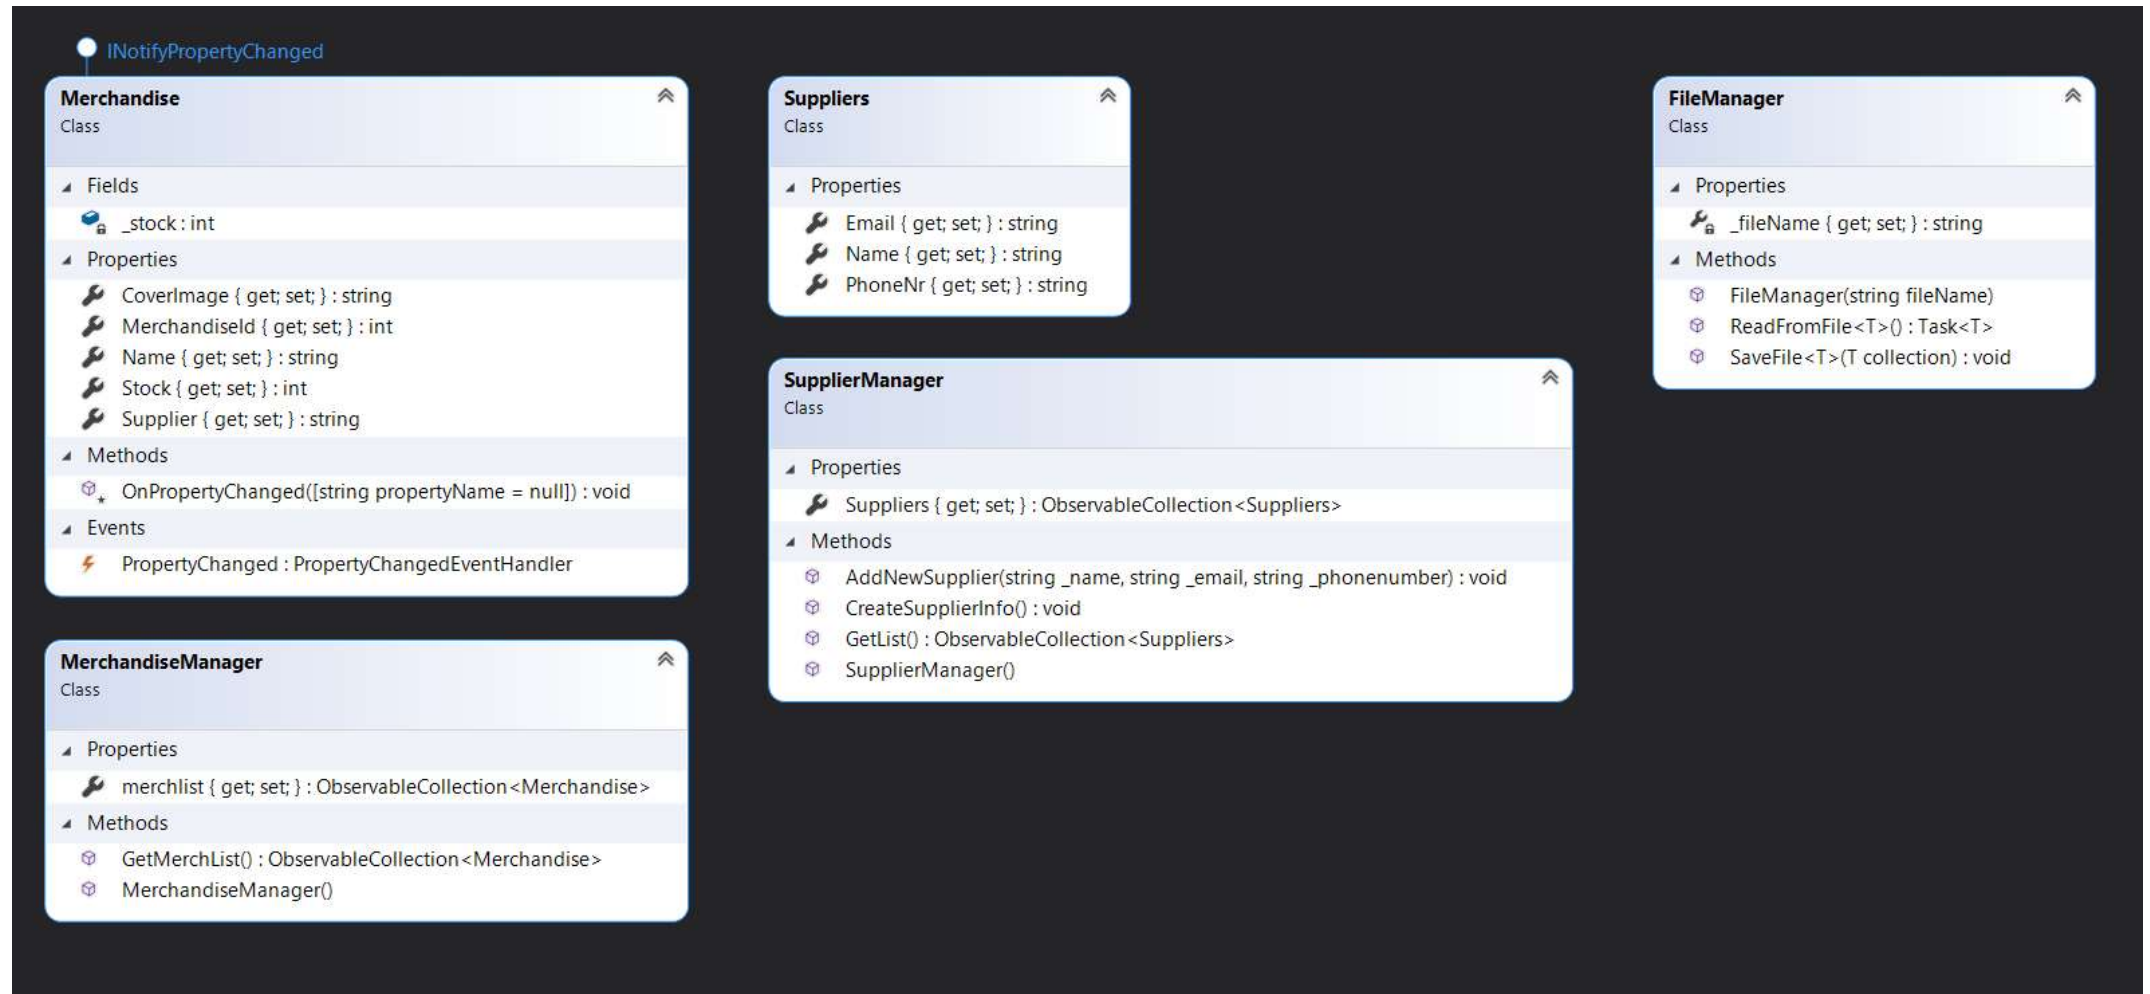 INotifyPropertyChanged
Merchandise
Class
Fields
_stock : int
Properties
CoverImage { get; set; } : string
MerchandiseId { get; set; } : int
Name { get; set; } : string
Stock { get; set; } : int
Supplier { get; set; } : string
Methods
OnPropertyChanged([string propertyName = null]) : void
Events
PropertyChanged : PropertyChangedEventHandler
MerchandiseManager
Class
Properties
merchlist { get; set; } : ObservableCollection<Merchandise>
Methods
GetMerchList() : ObservableCollection<Merchandise>
MerchandiseManager()
Suppliers
Class
Properties
Email { get; set; } : string
Name { get; set; } : string
PhoneNr { get; set; } : string
SupplierManager
Class
Properties
Suppliers { get; set; } : ObservableCollection<Suppliers>
Methods
AddNewSupplier(string _name, string _email, string _phonenumber) : void
CreateSupplierInfo() : void
GetList() : ObservableCollection<Suppliers>
SupplierManager()
FileManager
Class
Properties
_fileName { get; set; } : string
Methods
FileManager(string fileName)
ReadFromFile<T>() : Task<T>
SaveFile<T>(T collection) : void